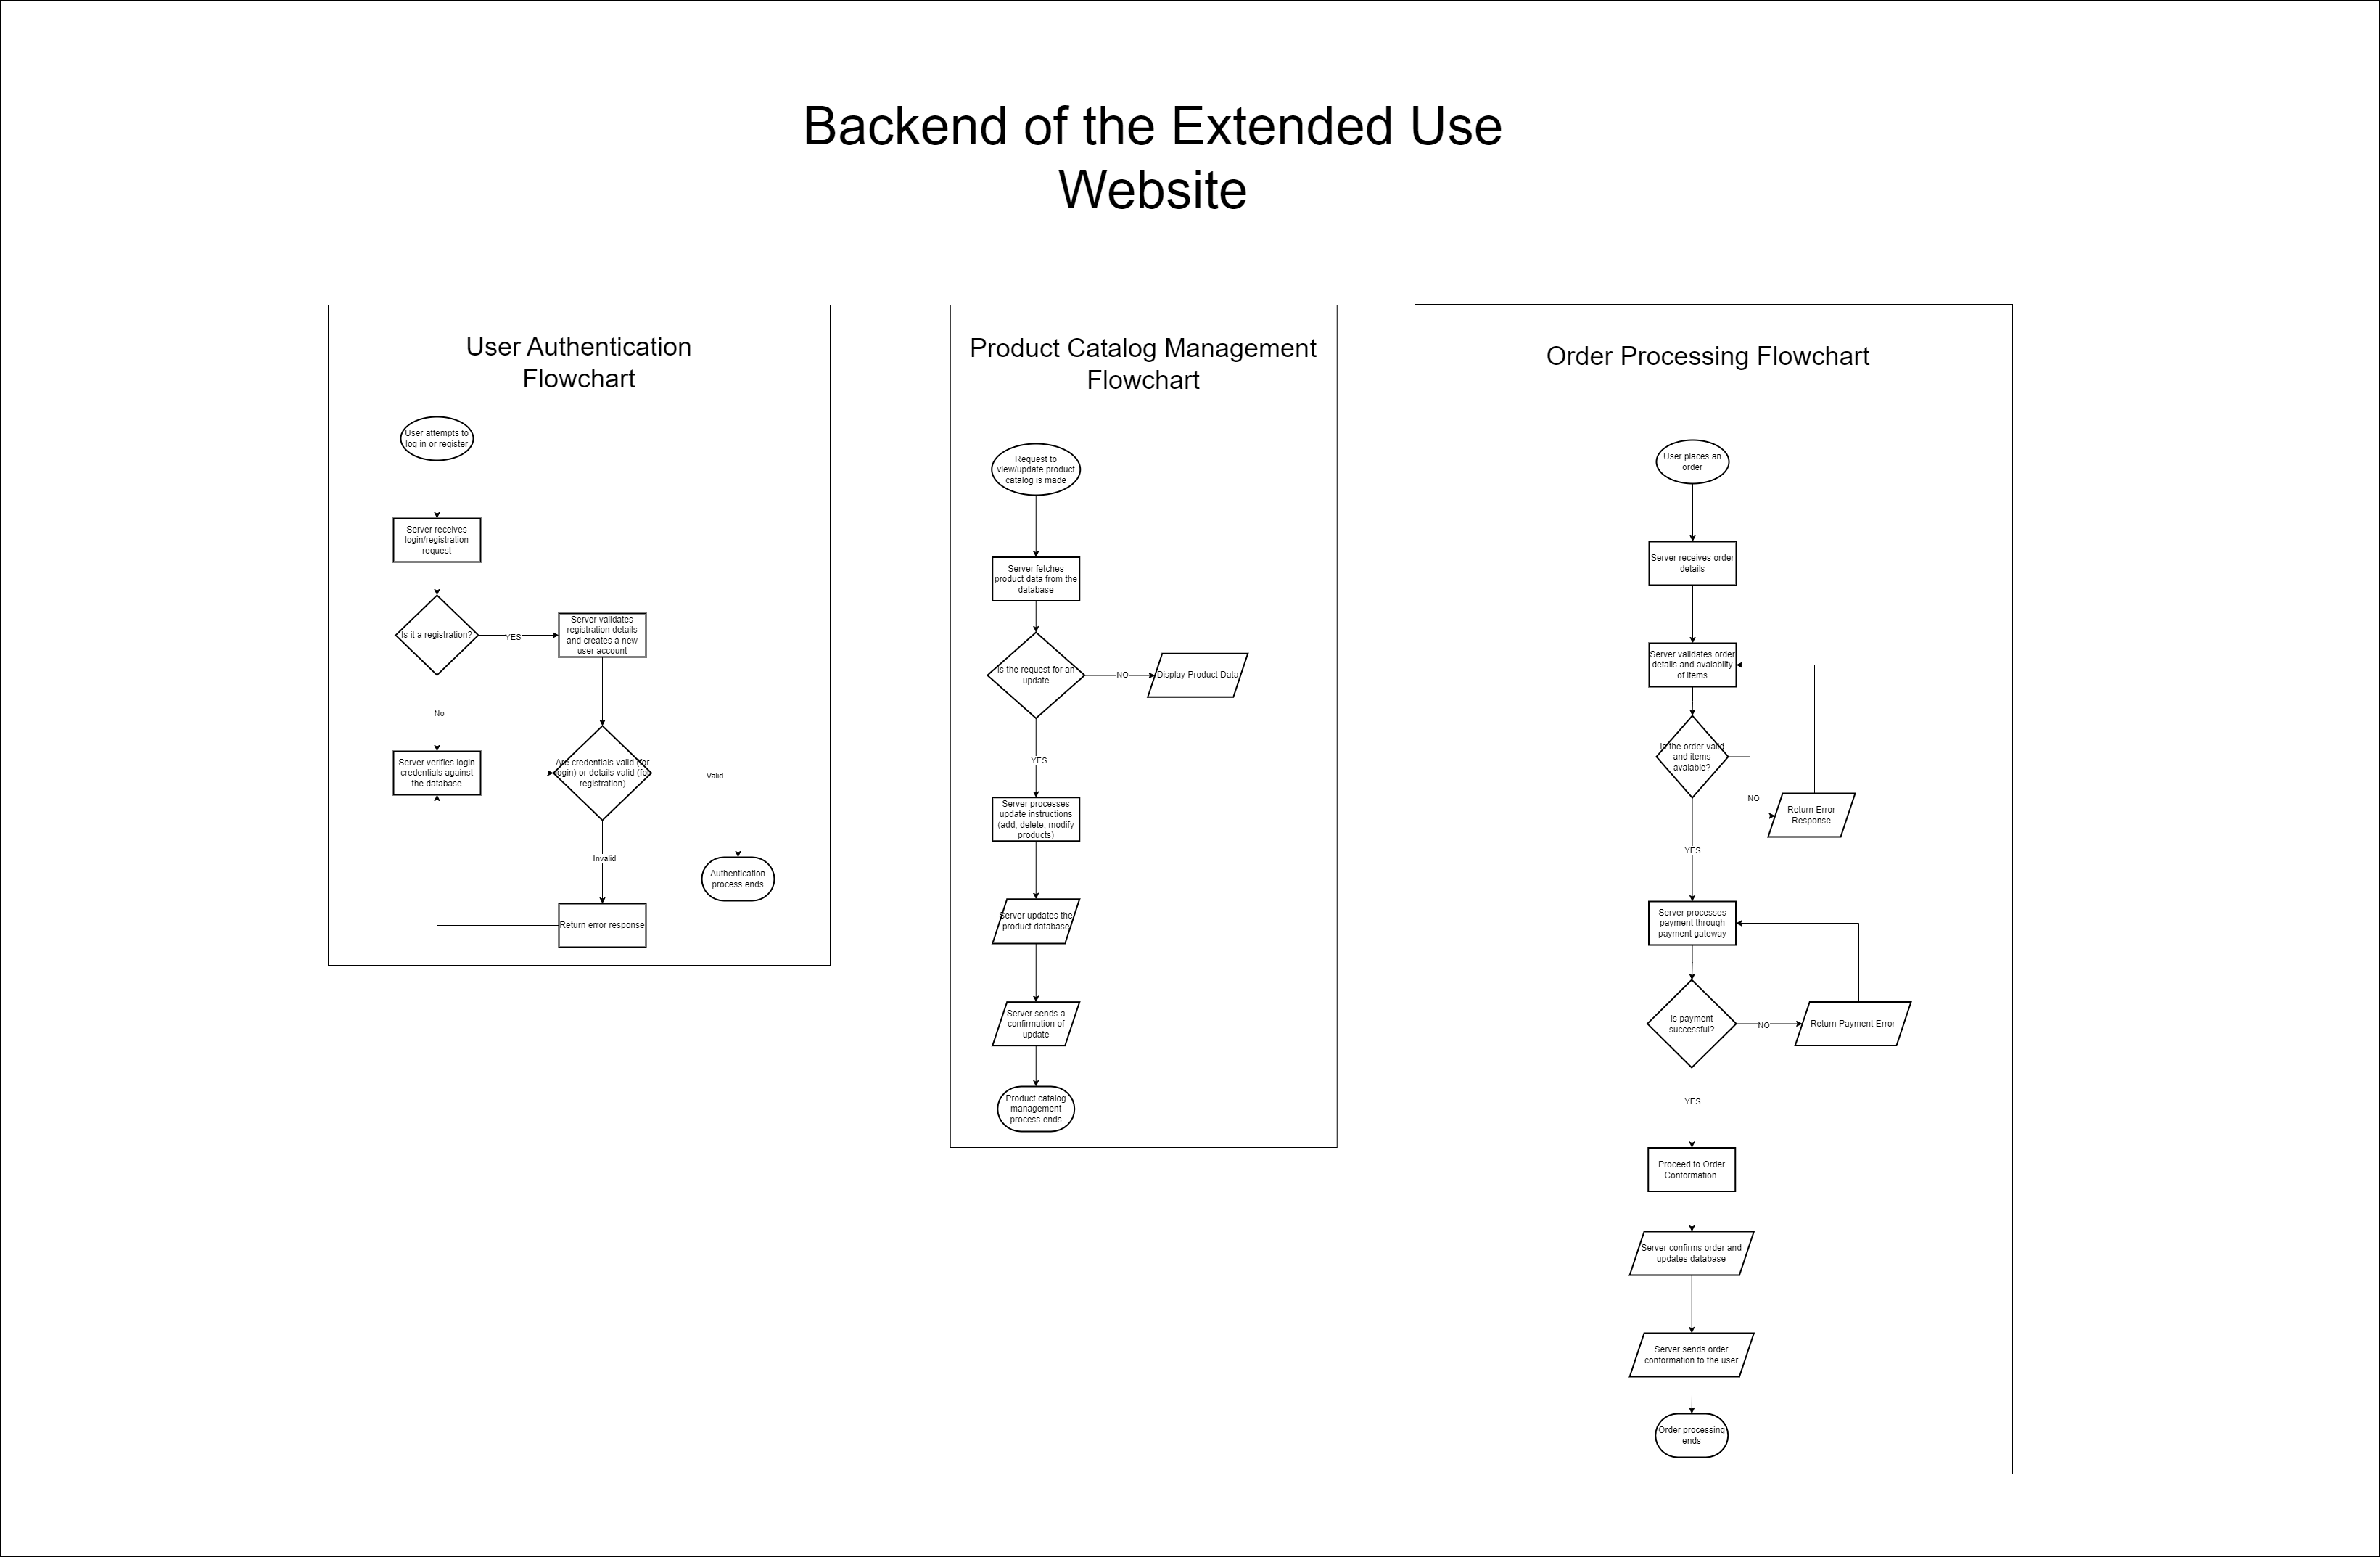 Backend of the Extended Use
Website
User Authentication
Flowchart
User attempts to
log in or register
Server receives
login/registration
request
Is it a registration?
YES
Server validates
registration details
and creates a new
user account
No
Server verifies login
credentials against
the database
Are credentials valid (for
login) or details valid (for
registration)
Valid
Invalid
Authentication
process ends
Return error response
Product Catalog Management
Flowchart
Request to
view/update product
catalog is made
Server fetches
product data from the
database
Is the request for an
update
NO
Display Product Data
YES
Server processes
update instructions
(add, delete, modify
products)
Server updates the
product database
Server sends a
confirmation of
update
Product catalog
management
process ends
Order Processing Flowchart
User places an
order
Server receives order
details
Server validates order
details and avaiablity
of items
Is the order valid
and items
avaiable?
NO
Return Error
Response
YES
Server processes
payment through
payment gateway
Is payment
successful?
NO
Return Payment Error
YES
Proceed to Order
Conformation
Server confirms order and
updates database
Server sends order
conformation to the user
Order processing
ends